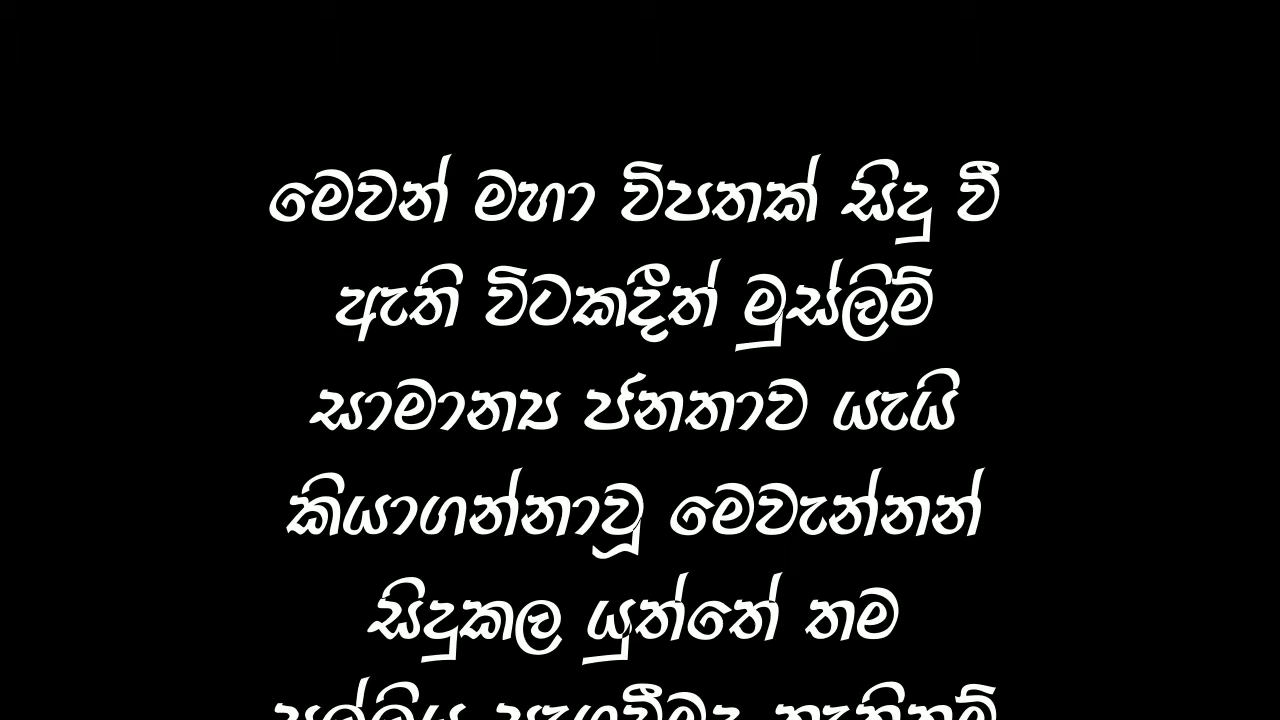 මෙවන් මහා විපතක් සිදු වී
ඇති විටකදීත් මුස්ලිම්
සාමාන්‍ය ජනතාව යැයි
කියාගන්නාවූ මෙවැන්නන්
සිදුකල යුත්තේ තම